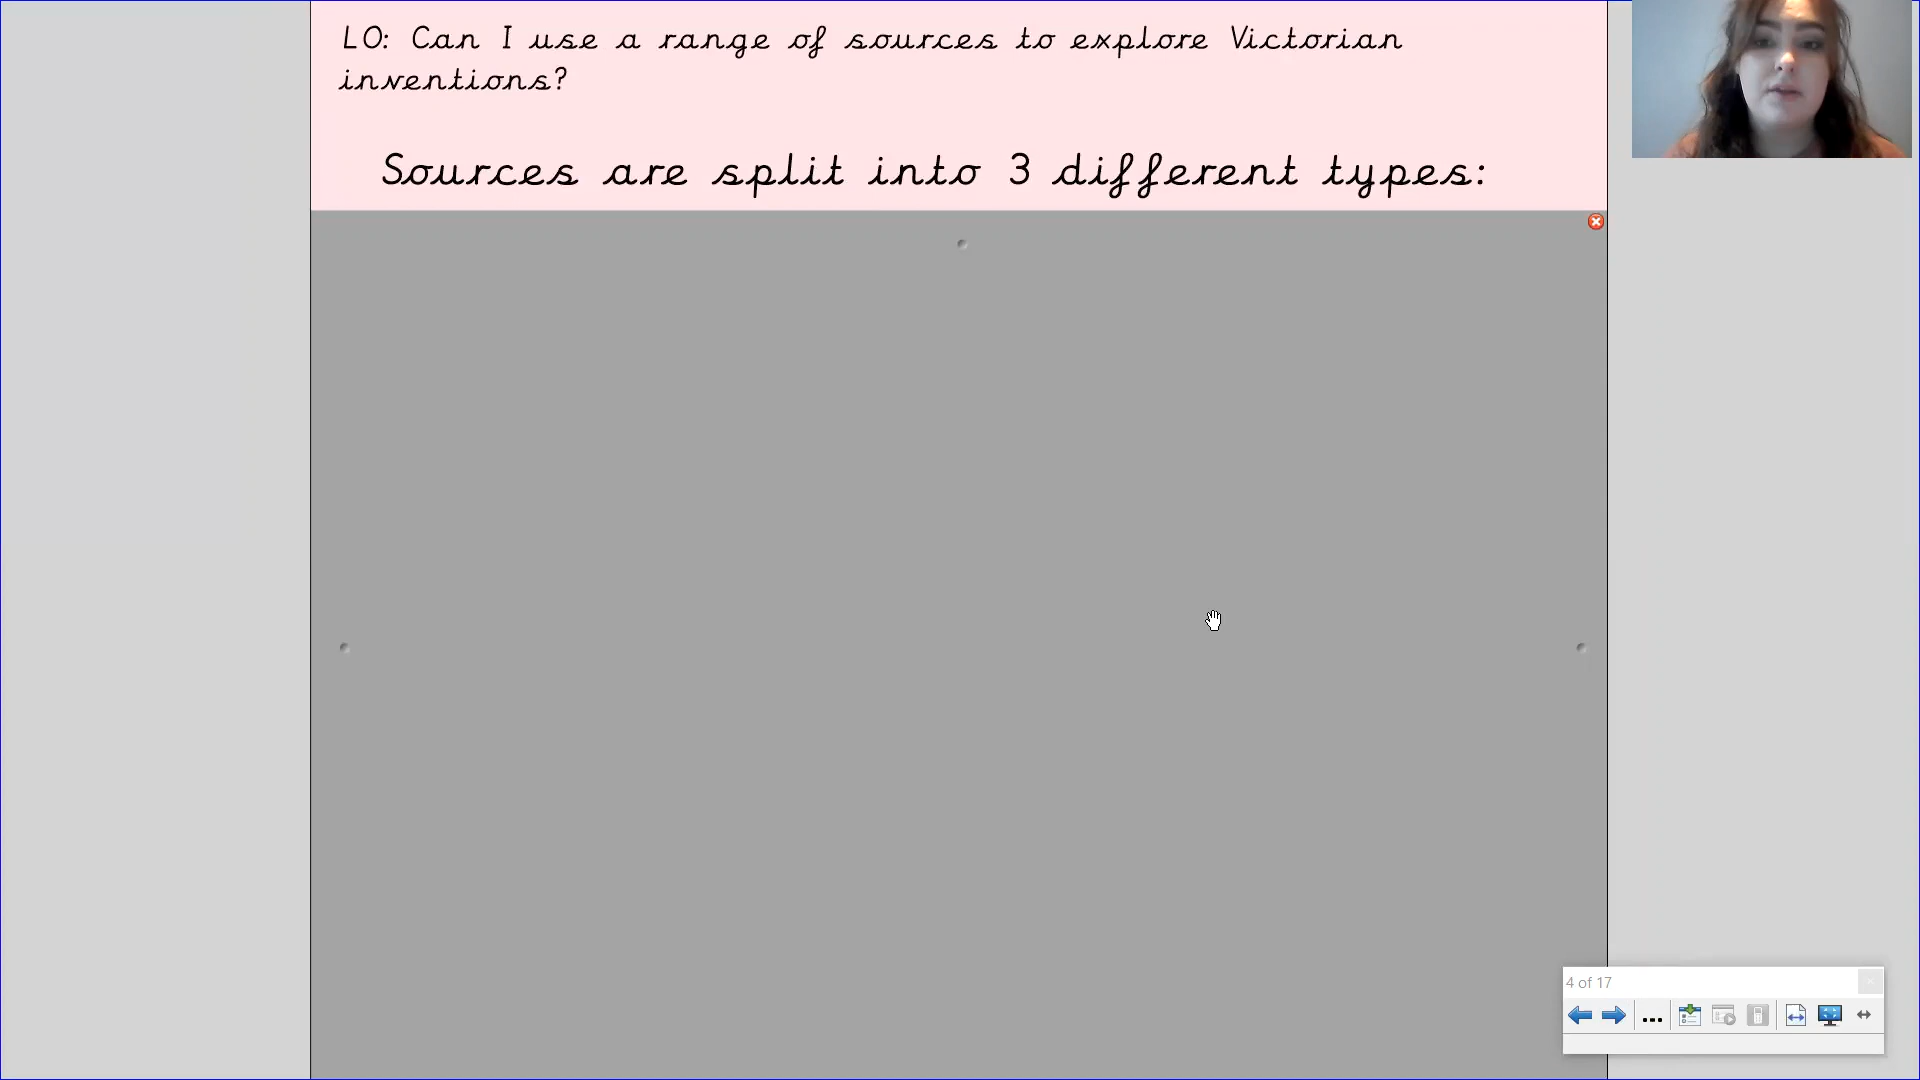 LO: Can I use a range of sources to explore Victorian
inventions?
Sources are split into 3 different types:
4 of 17